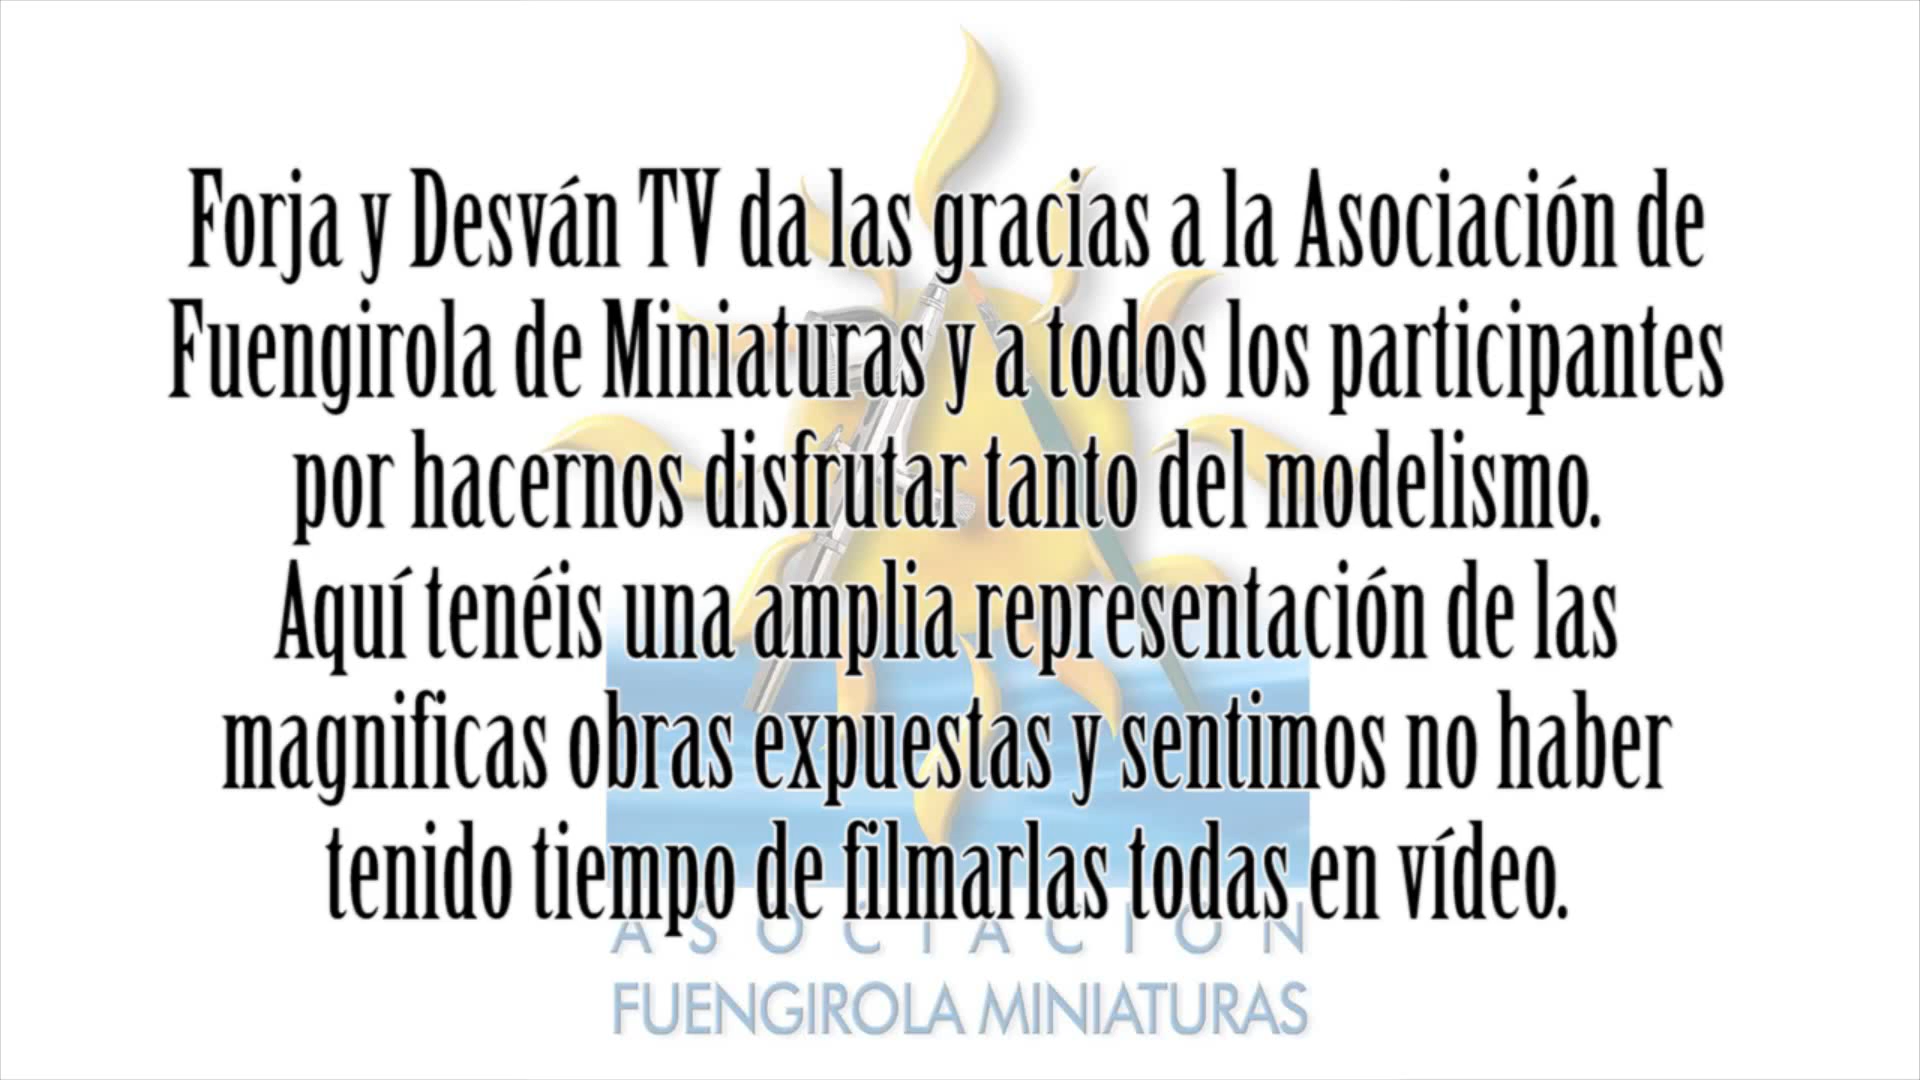 Forja y Desván TV da las gracias a la Asociación de
Fuengirola de Miniaturas y a todos los participantes
por hacernos disfrutar tanto del modelismo.
Aquí tenéis una amplia representación de las
magnificas obras expuestas y sentimos no haber
tenido tiempo de filmarlas todas en vídeo.
ASOCIACIÓN
FUENGIROLA MINIATURAS